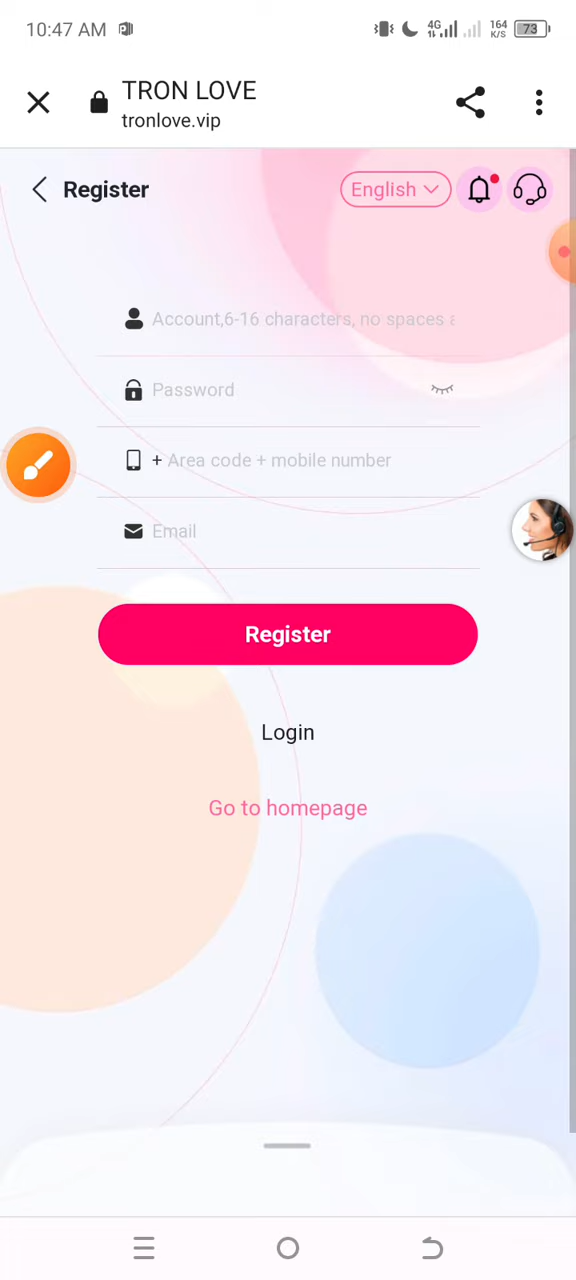 10:47 AM 4G 164 K/S 73
TRON LOVE
tronlove.vip
Register English
Account,6-16 characters, no spaces a
Password
+ Area code + mobile number
Email
Register
Login
Go to homepage